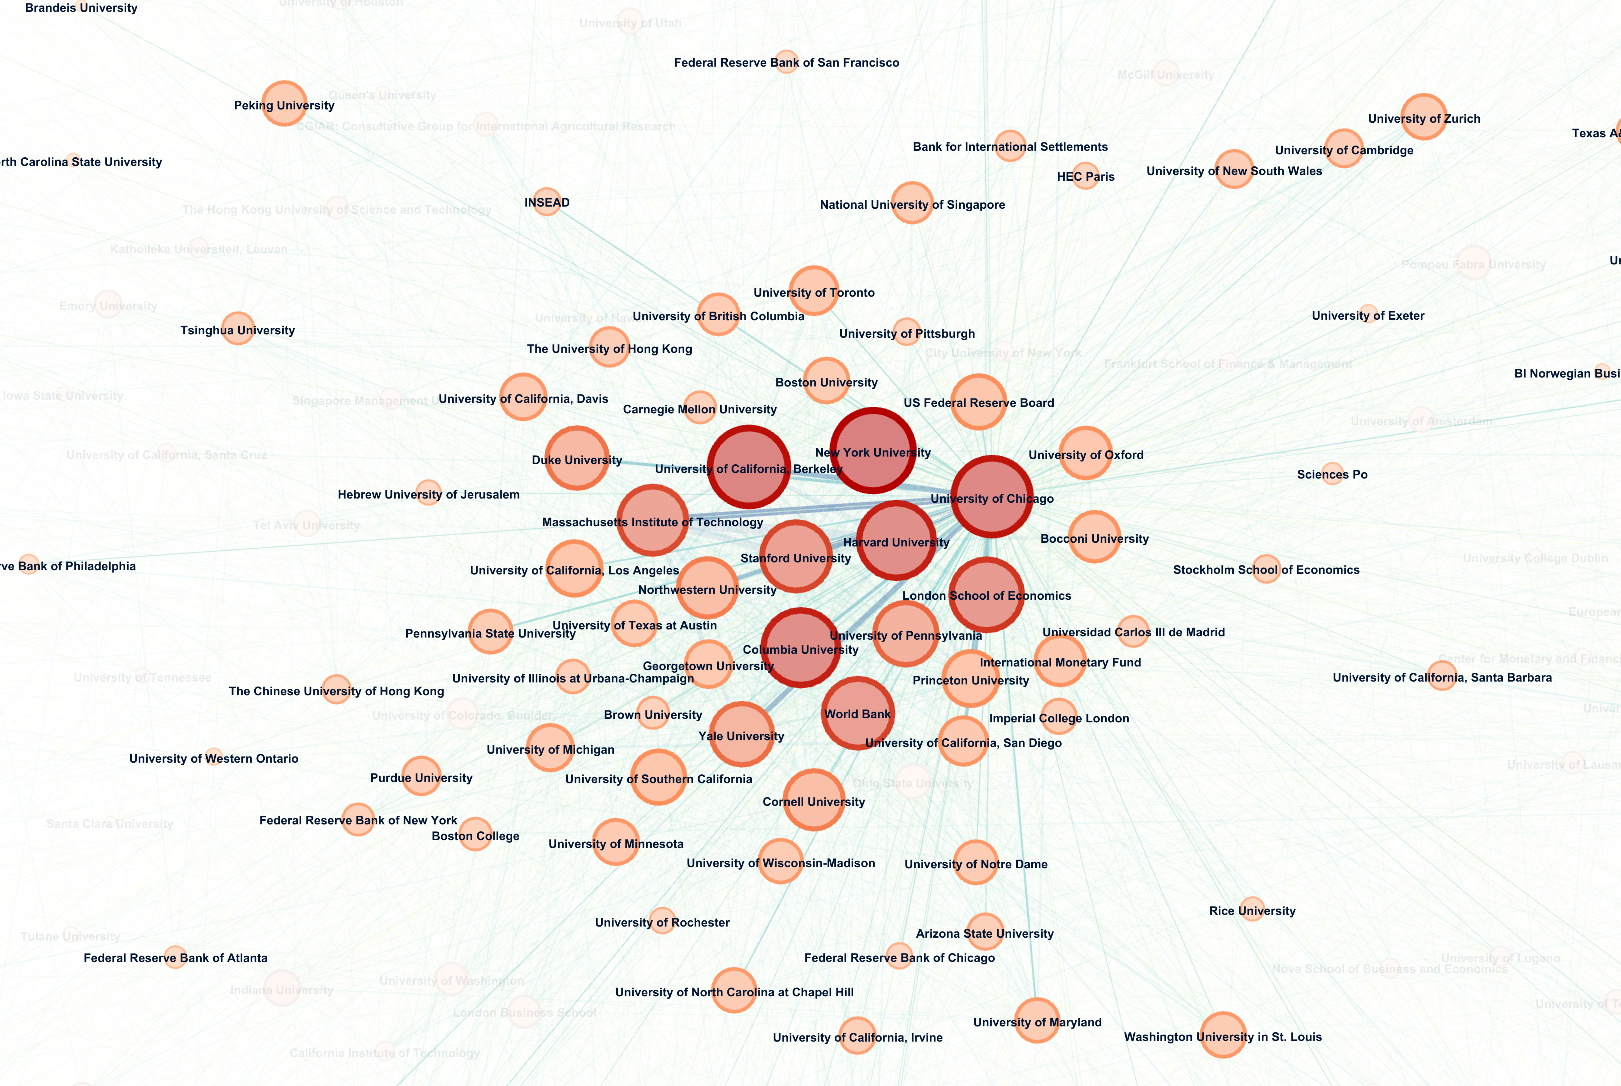 Brandeis University
University of Houston
University of Utah
Federal Reserve Bank of San Francisco
McGill University
Queen's University
Peking University
University of Zurich
CGIAR: Consultative Group for International Agricultural Research
Texas A&
Bank for International Settlements
University of Cambridge
rth Carolina State University
University of New South Wales
HEC Paris
INSEAD
National University of Singapore
The Hong Kong University of Science and Technology
Katholieke Universiteit, Leuven
Pompeu Fabra University
University of Toronto
Emory University
University of British Columbia
University of Exeter
Tsinghua University
University of Pittsburgh
The University of Hong Kong
City University of New York
Frankfurt School of Finance & Management
BI Norwegian Busi
Boston University
Iowa State University
University of California, Davis
Singapore Management U
US Federal Reserve Board
Carnegie Mellon University
University of Amsterdam
New York University
University of California, Santa Cruz
University of Oxford
Duke University
University of California, Berkeley
Sciences Po
Hebrew University of Jerusalem
University of Chicago
Tel Aviv University
Massachusetts Institute of Technology
Bocconi University
Harvard University
Stanford University
University College Dublin
ve Bank of Philadelphia
University of California, Los Angeles
Stockholm School of Economics
Northwestern University
London School of Economics
European
University of Texas at Austin
Pennsylvania State University
Universidad Carlos III de Madrid
University of Pennsylvania
Columbia University
Center for Monetary and Financi
International Monetary Fund
Georgetown University
University of Tennessee
University of Illinois at Urbana-Champaign
Princeton University
University of California, Santa Barbara
The Chinese University of Hong Kong
Univers
University of Colorado, Boulder
Brown University
World Bank
Imperial College London
Yale University
University of California, San Diego
University of Michigan
University of Western Ontario
University of Lausa
Purdue University
University of Southern California
Ohio State University
Cornell University
Federal Reserve Bank of New York
Santa Clara University
Boston College
University of Minnesota
University of Wisconsin-Madison
University of Notre Dame
Rice University
University of Rochester
Arizona State University
Tulane University
Federal Reserve Bank of Atlanta
Federal Reserve Bank of Chicago
University of Lugano
Nova School of Business and Economics
University of Washington
Indiana University
University of North Carolina at Chapel Hill
University of T
London Business School
University of Maryland
University of California, Irvine
Washington University in St. Louis
California Institute of Technology